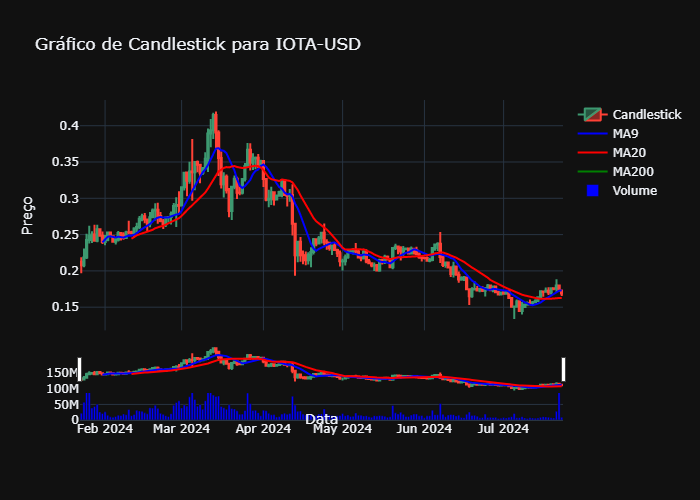 Gráfico de Candlestick para IOTA-USD
Candlestick
MA9
MA20
MA200
Volume
Preço
0.4
0.35
0.3
0.25
0.2
0.15
150M
100M
50M
0
Data
Feb 2024 Mar 2024 Apr 2024 May 2024 Jun 2024 Jul 2024